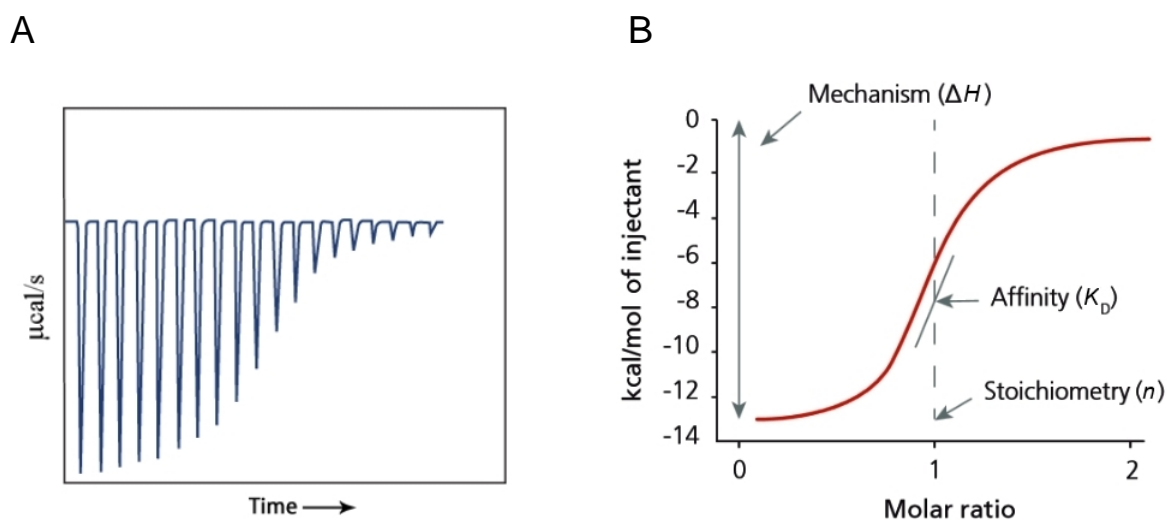 A
μcal/s
Time
B
Mechanism (ΔH)
kcal/mol of injectant
0
-2
-4
-6
-8
-10
-12
-14
Affinity (K_D)
Stoichiometry (n)
0
1
2
Molar ratio